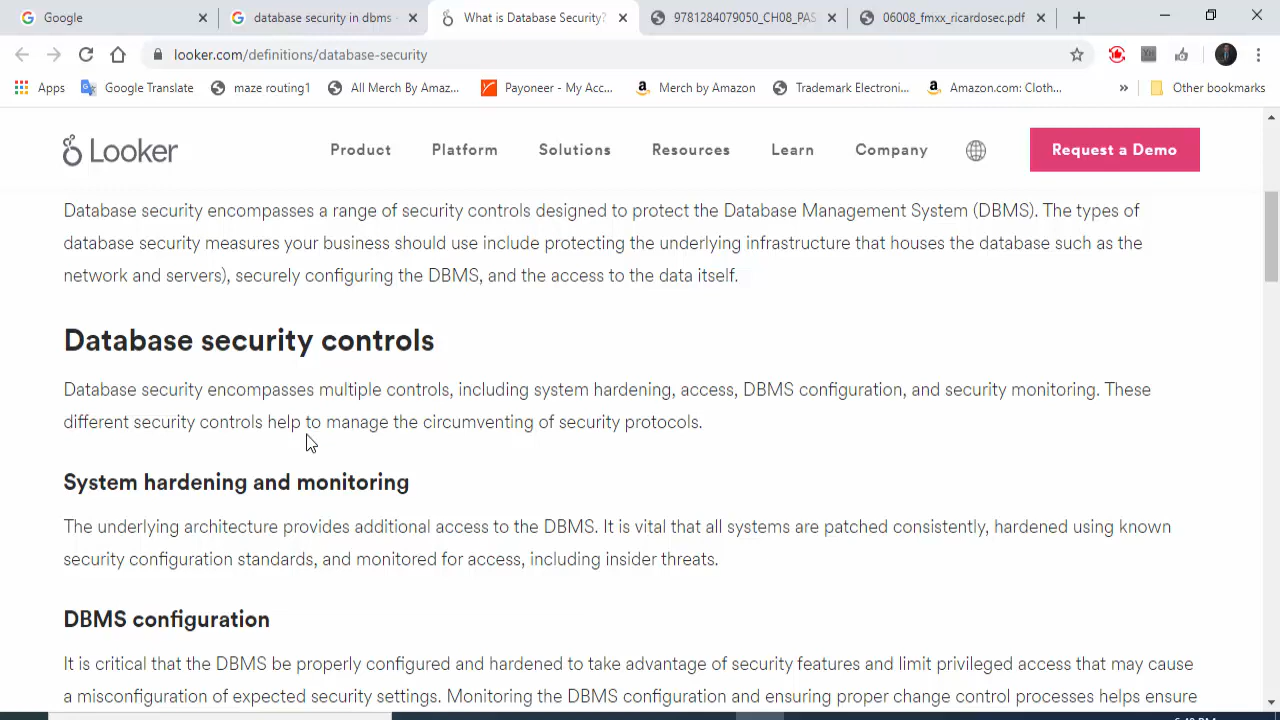 Google
database security in dbms
What is Database Security?
9781284079050_CH08_PAS
06008_fmxx_ricardosec.pdf
looker.com/definitions/database-security
Apps
Google Translate
maze routing1
All Merch By Amaz...
Payoneer - My Acc...
Merch by Amazon
Trademark Electroni...
Amazon.com: Cloth...
»
Other bookmarks
Looker
Product
Platform
Solutions
Resources
Learn
Company
Request a Demo
Database security encompasses a range of security controls designed to protect the Database Management System (DBMS). The types of
database security measures your business should use include protecting the underlying infrastructure that houses the database such as the
network and servers), securely configuring the DBMS, and the access to the data itself.
Database security controls
Database security encompasses multiple controls, including system hardening, access, DBMS configuration, and security monitoring. These
different security controls help to manage the circumventing of security protocols.
System hardening and monitoring
The underlying architecture provides additional access to the DBMS. It is vital that all systems are patched consistently, hardened using known
security configuration standards, and monitored for access, including insider threats.
DBMS configuration
It is critical that the DBMS be properly configured and hardened to take advantage of security features and limit privileged access that may cause
a misconfiguration of expected security settings. Monitoring the DBMS configuration and ensuring proper change control processes helps ensure